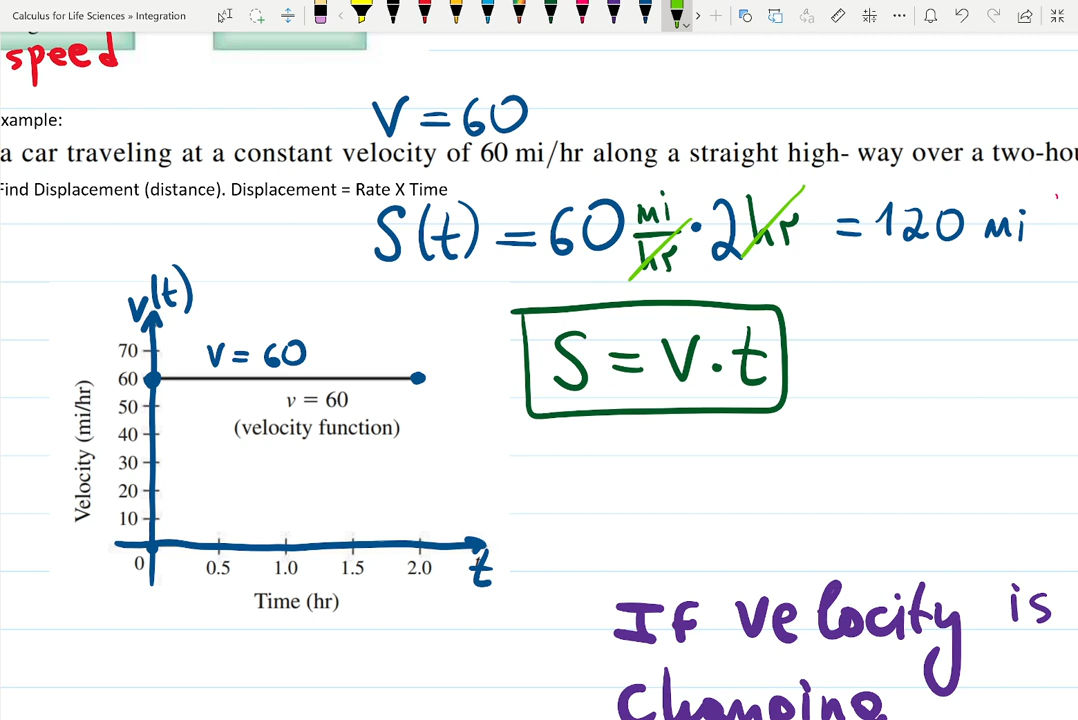 Calculus for Life Sciences » Integration
speed
xample:
V = 60
a car traveling at a constant velocity of 60 mi/hr along a straight high- way over a two-hou
Find Displacement (distance). Displacement = Rate X Time
S(t) = 60 mi/hr · 2hr = 120 mi
v(t)
70
V = 60
60
v = 60
50
(velocity function)
40
30
20
10
Velocity (mi/hr)
0 0.5 1.0 1.5 2.0 t
Time (hr)
S = V · t
If velocity is
changing